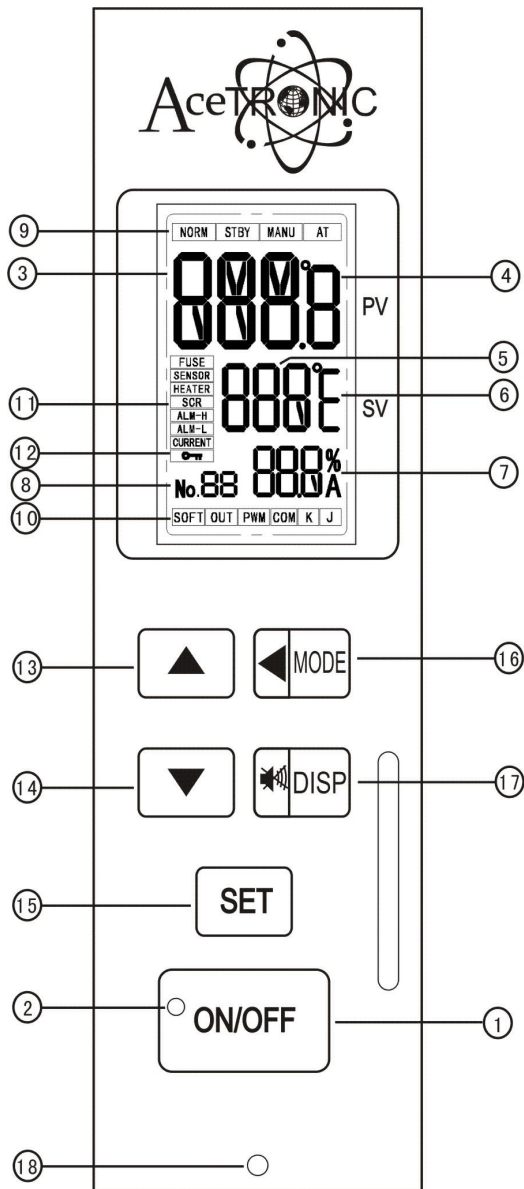 AceTRONIC
⑨ NORM STBY MANU AT
③ 888.8° ④
PV
FUSE ⑤
SENSOR
HEATER 888°E ⑥
⑪ SCR SV
ALM-H
ALM-L
CURRENT
⑫
⑧ No.88 88.8 % A ⑦
⑩ SOFT OUT PWM COM K J
⑬ ▲ ◀ MODE ⑯
⑭ ▼ DISP ⑰
⑮ SET
② ON/OFF ①
⑱